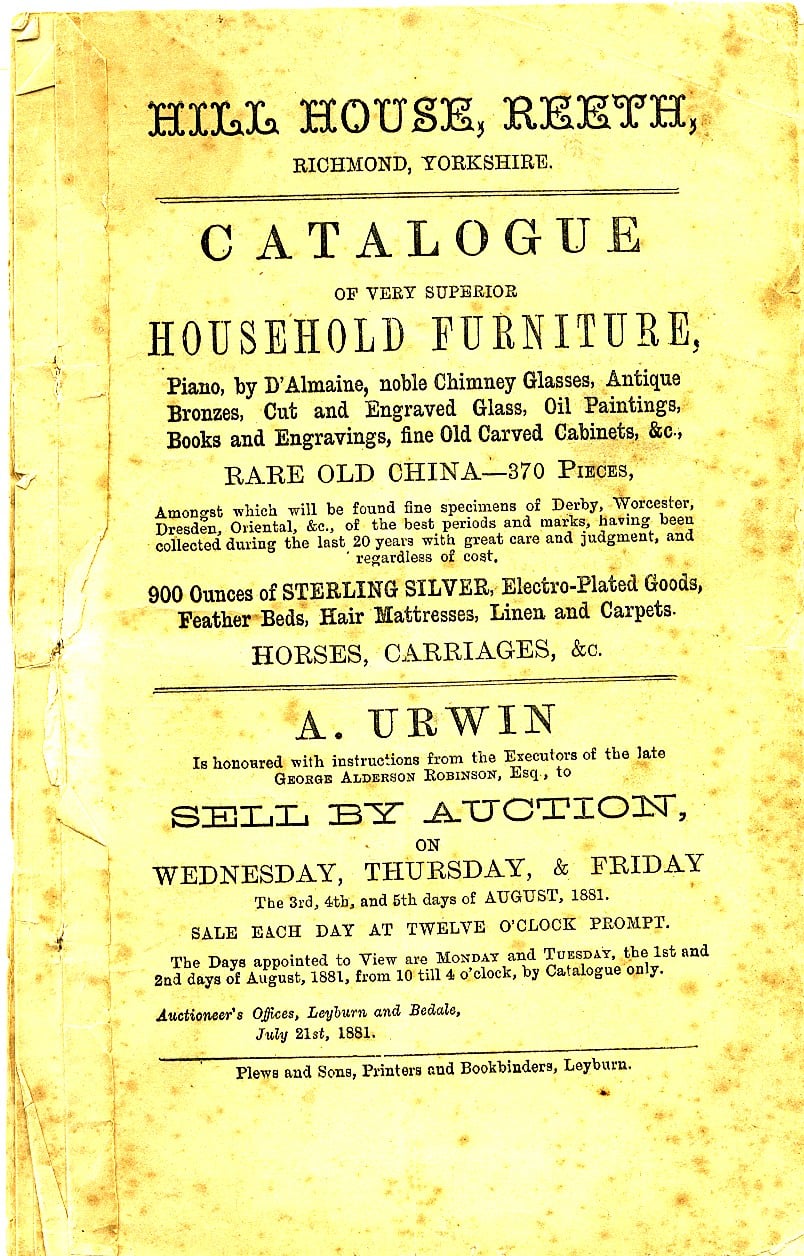 HILL HOUSE, REETH,
RICHMOND, YORKSHIRE.
CATALOGUE
OF VERY SUPERIOR
HOUSEHOLD FURNITURE,
Piano, by D'Almaine, noble Chimney Glasses, Antique
Bronzes, Cut and Engraved Glass, Oil Paintings,
Books and Engravings, fine Old Carved Cabinets, &c.,
RARE OLD CHINA—370 PIECES,
Amongst which will be found fine specimens of Derby, Worcester,
Dresden, Oriental, &c., of the best periods and marks, having been
collected during the last 20 years with great care and judgment, and
regardless of cost.
900 Ounces of STERLING SILVER, Electro-Plated Goods,
Feather Beds, Hair Mattresses, Linen and Carpets.
HORSES, CARRIAGES, &c.
A. URWIN
Is honoured with instructions from the Executors of the late
GEORGE ALDERSON ROBINSON, Esq., to
SELL BY AUCTION,
ON
WEDNESDAY, THURSDAY, & FRIDAY
The 3rd, 4th, and 5th days of AUGUST, 1881.
SALE EACH DAY AT TWELVE O'CLOCK PROMPT.
The Days appointed to View are MONDAY and TUESDAY, the 1st and
2nd days of August, 1881, from 10 till 4 o'clock, by Catalogue only.
Auctioneer's Offices, Leyburn and Bedale,
July 21st, 1881.
Plews and Sons, Printers and Bookbinders, Leyburn.